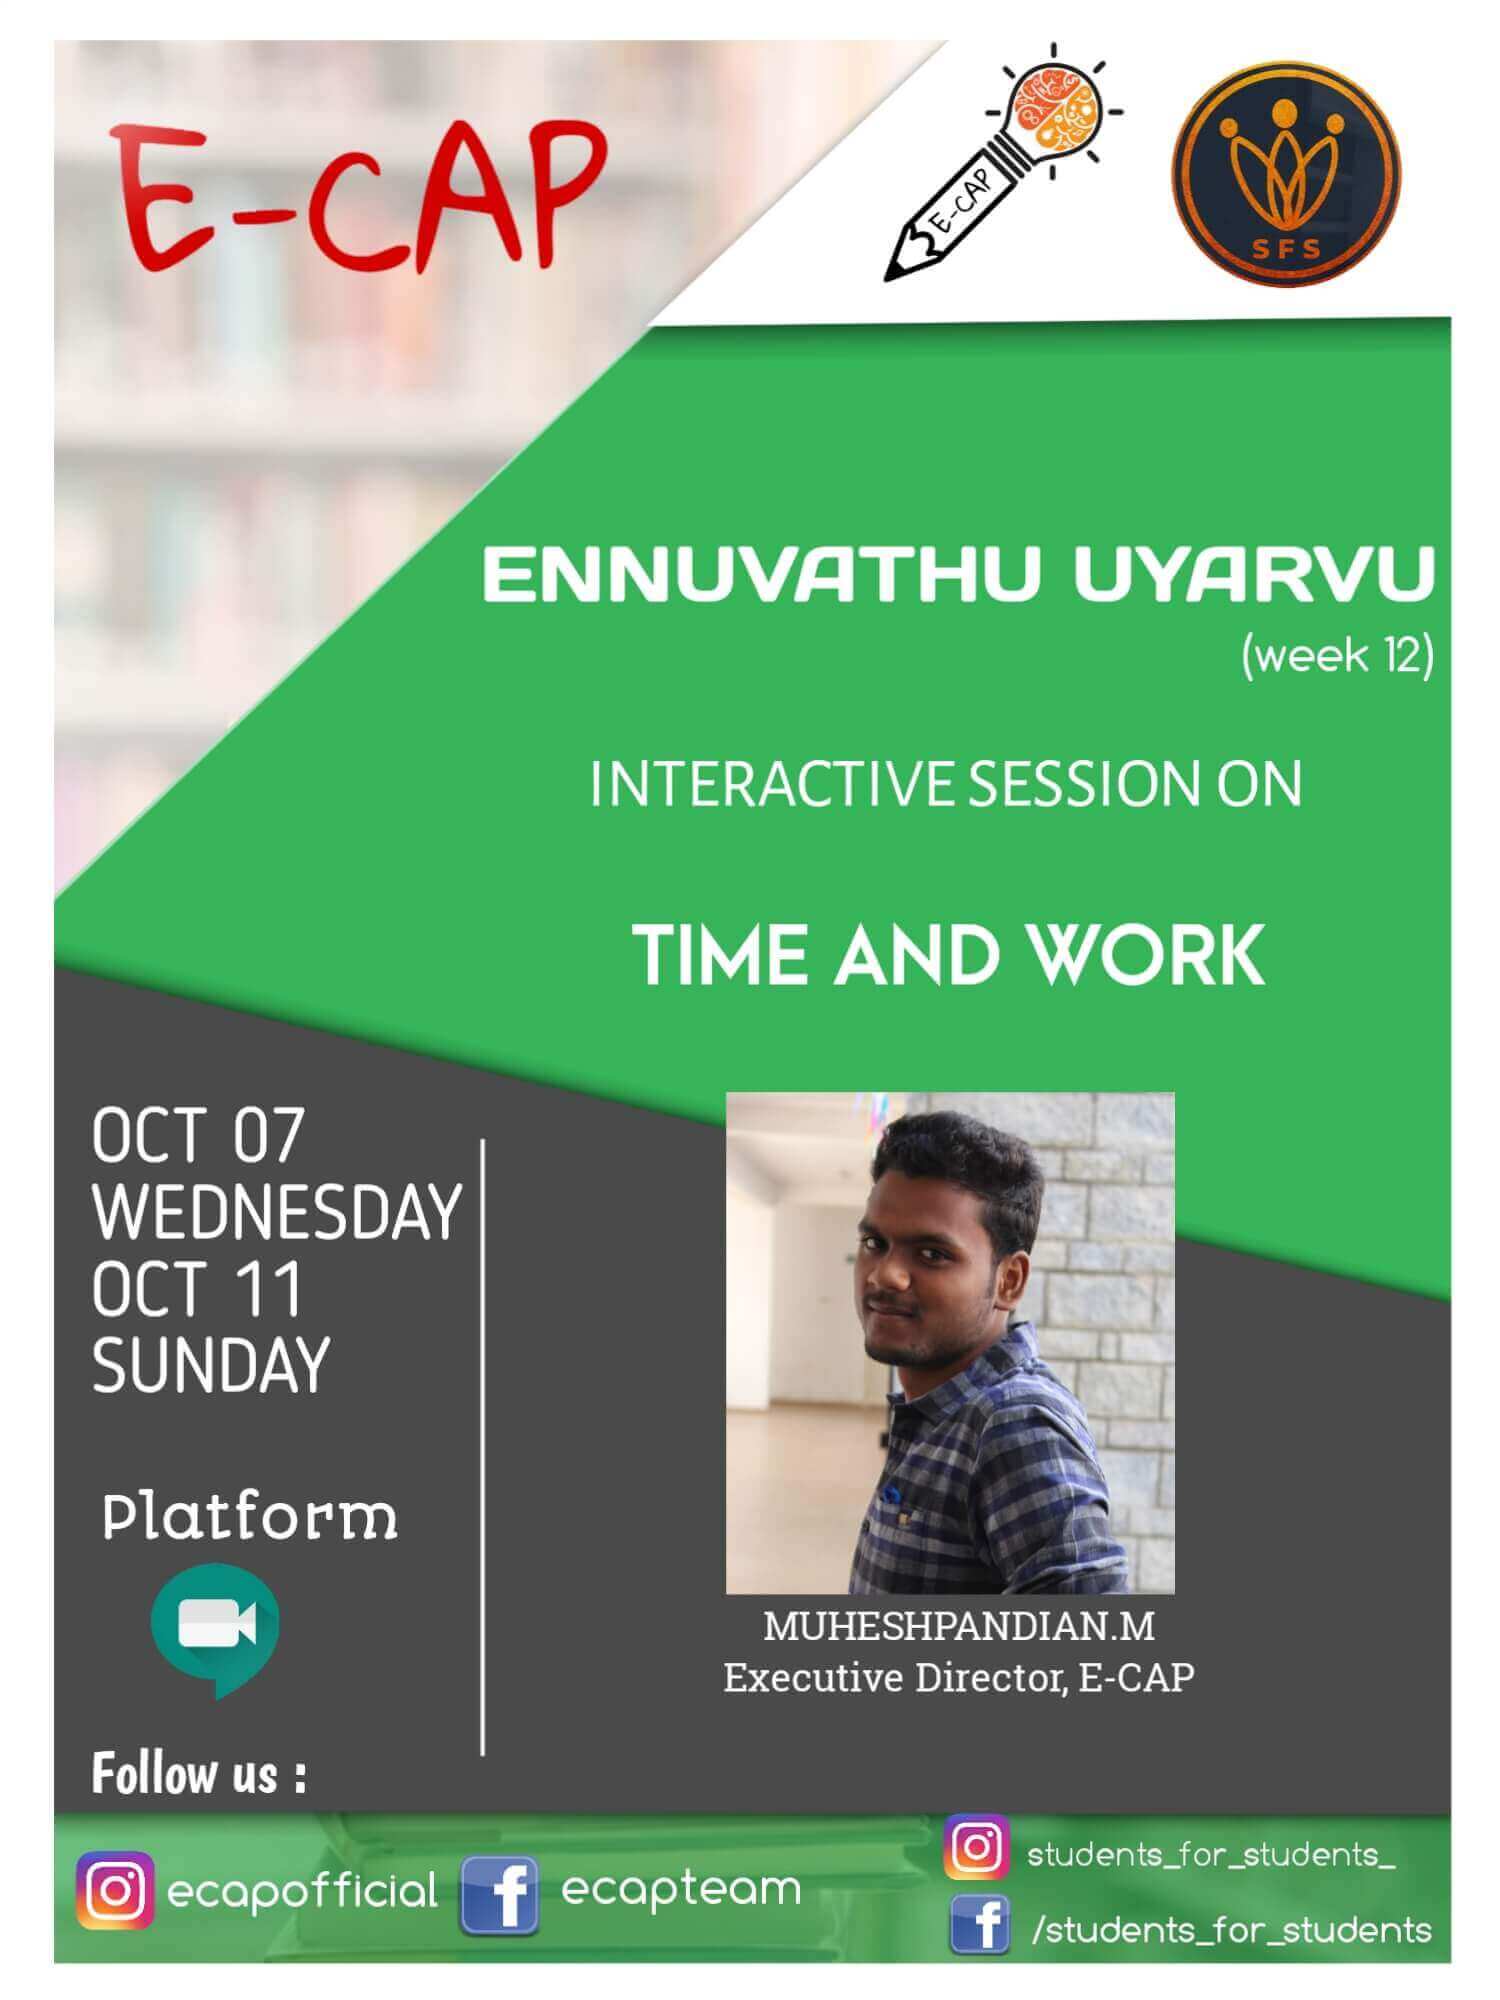 E-CAP
E-CAP
SFS
ENNUVATHU UYARVU
(week 12)
INTERACTIVE SESSION ON
TIME AND WORK
OCT 07
WEDNESDAY
OCT 11
SUNDAY
Platform
MUHESHPANDIAN.M
Executive Director, E-CAP
Follow us :
ecapofficial
ecapteam
students_for_students_
/students_for_students